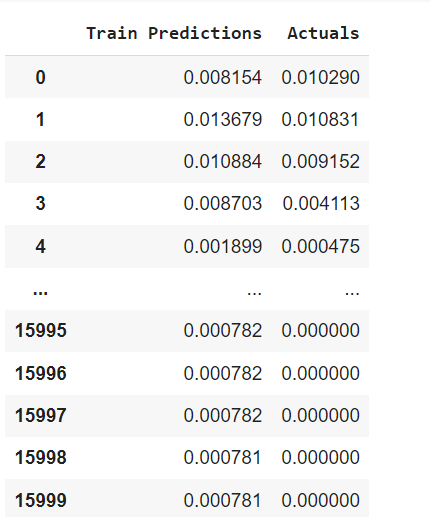 Train Predictions Actuals
0 0.008154 0.010290
1 0.013679 0.010831
2 0.010884 0.009152
3 0.008703 0.004113
4 0.001899 0.000475
... ... ...
15995 0.000782 0.000000
15996 0.000782 0.000000
15997 0.000782 0.000000
15998 0.000781 0.000000
15999 0.000781 0.000000